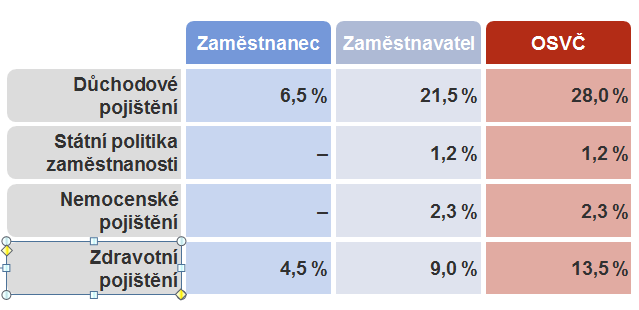 Zaměstnanec Zaměstnavatel OSVČ
Důchodové
pojištění
6,5 % 21,5 % 28,0 %
Státní politika
zaměstnanosti
– 1,2 % 1,2 %
Nemocenské
pojištění
– 2,3 % 2,3 %
Zdravotní
pojištění
4,5 % 9,0 % 13,5 %